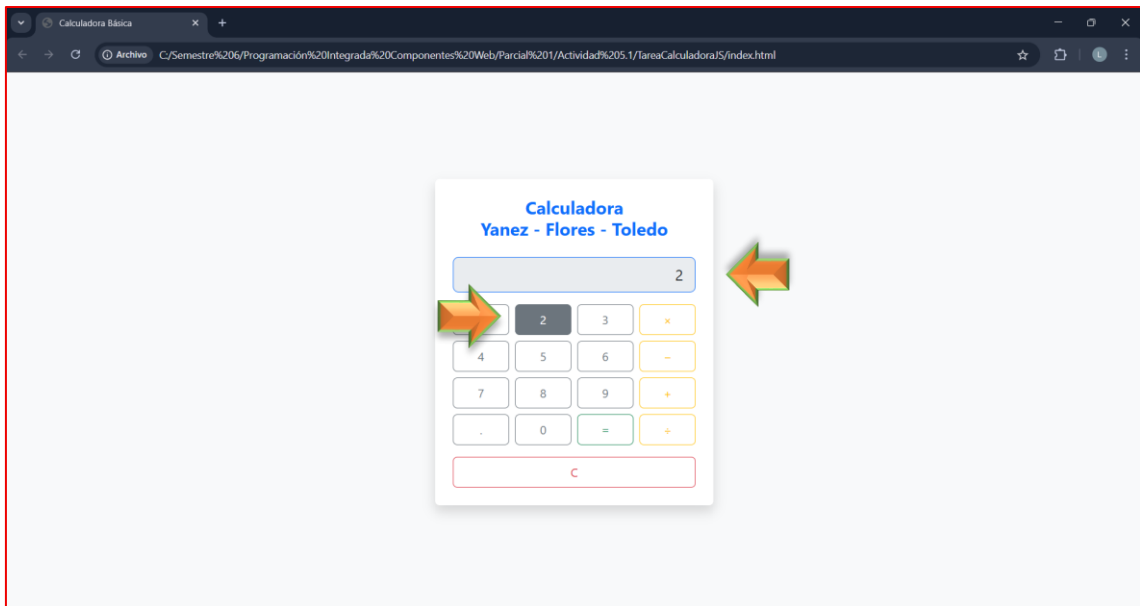 Calculadora Básica
Archivo C:/Semestre%206/Programación%20Integrada%20Componentes%20Web/Parcial%201/Actividad%205.1/TareaCalculadoraJS/index.html
L
Calculadora
Yanez - Flores - Toledo
2
2 3 ×
4 5 6 −
7 8 9 +
. 0 = ÷
C